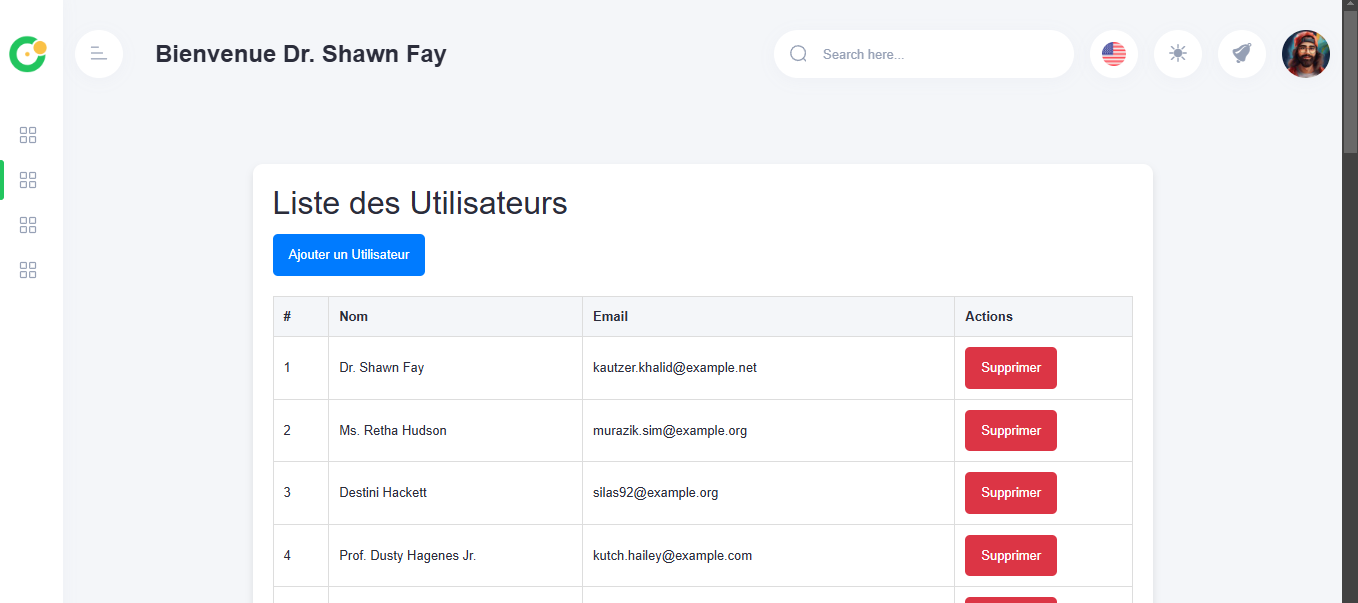 Bienvenue Dr. Shawn Fay
Search here...
Liste des Utilisateurs
Ajouter un Utilisateur
# Nom Email Actions
1 Dr. Shawn Fay kautzer.khalid@example.net Supprimer
2 Ms. Retha Hudson murazik.sim@example.org Supprimer
3 Destini Hackett silas92@example.org Supprimer
4 Prof. Dusty Hagenes Jr. kutch.hailey@example.com Supprimer